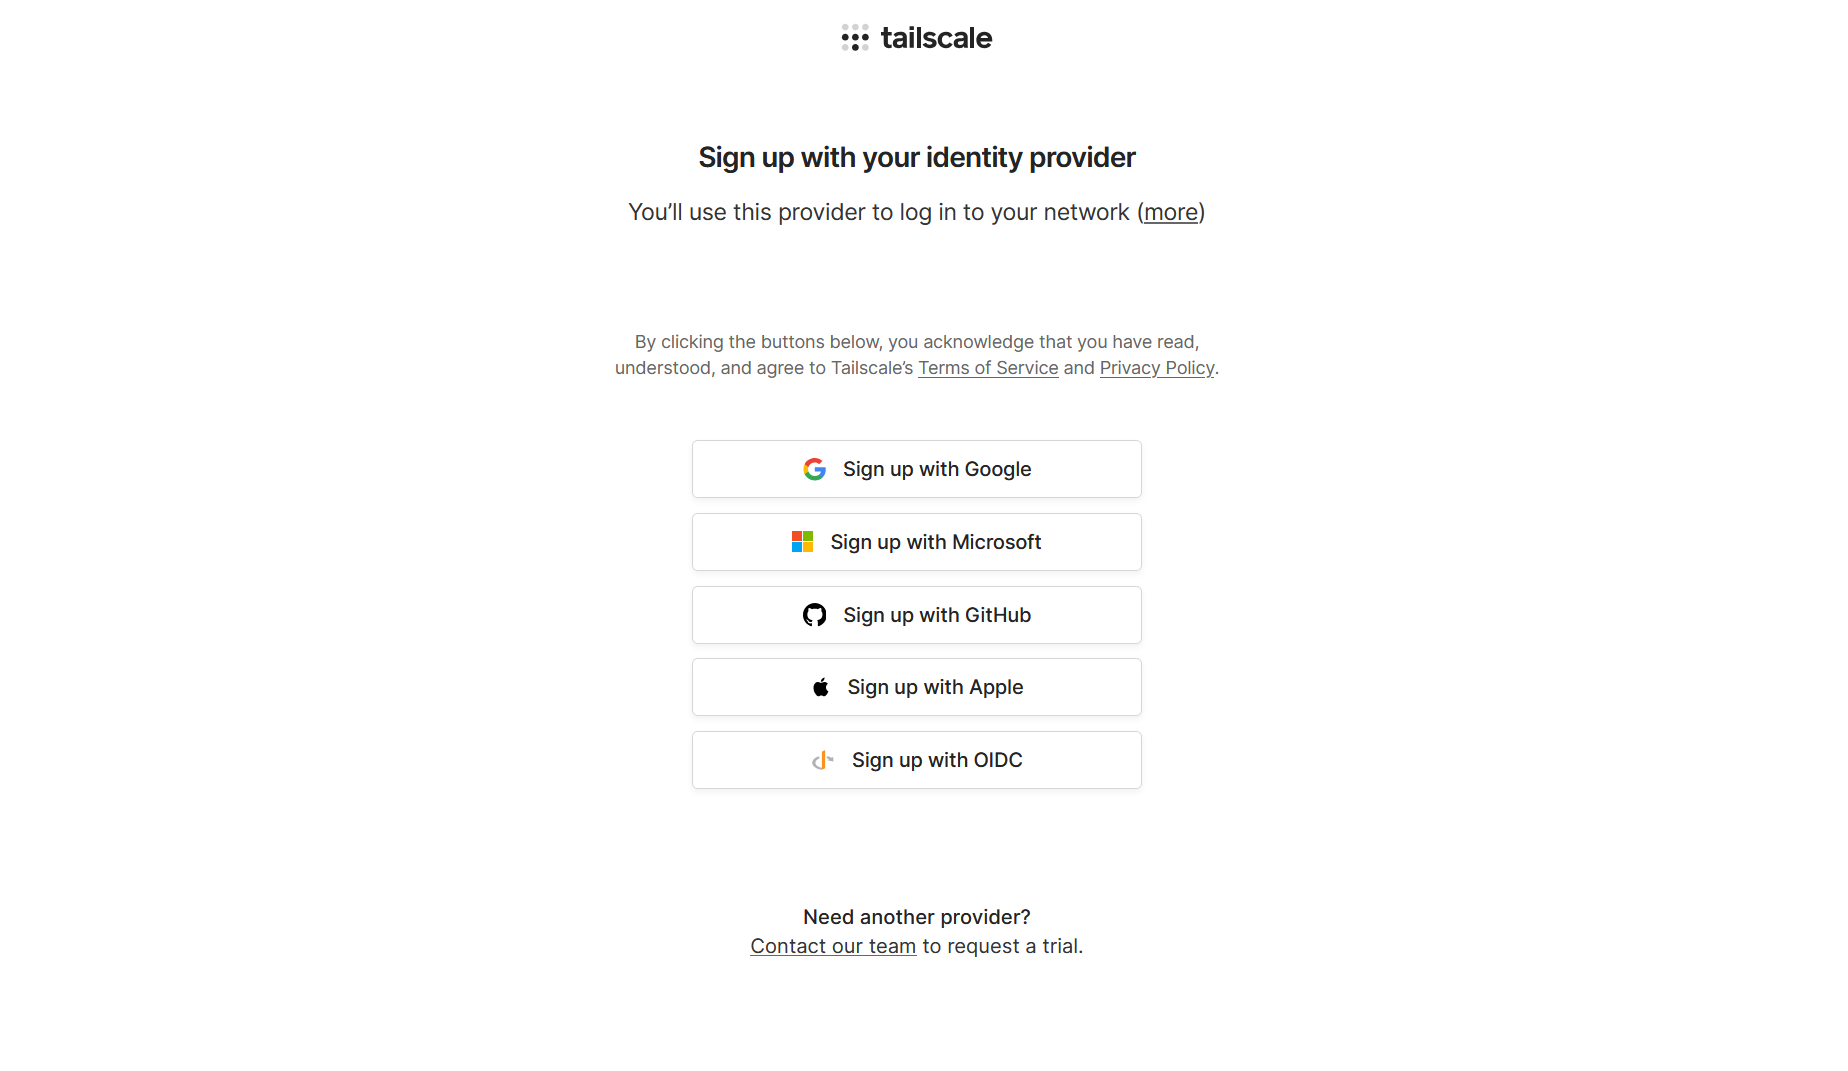 tailscale
Sign up with your identity provider
You’ll use this provider to log in to your network (more)
By clicking the buttons below, you acknowledge that you have read,
understood, and agree to Tailscale’s Terms of Service and Privacy Policy.
Sign up with Google
Sign up with Microsoft
Sign up with GitHub
Sign up with Apple
Sign up with OIDC
Need another provider?
Contact our team to request a trial.